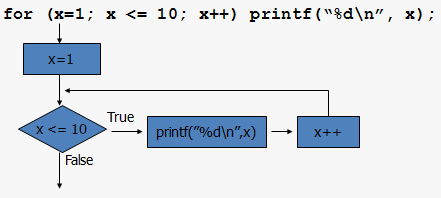 for (x=1; x <= 10; x++) printf(“%d\n”, x);
x=1
True
x <= 10
printf(“%d\n”,x)
x++
False